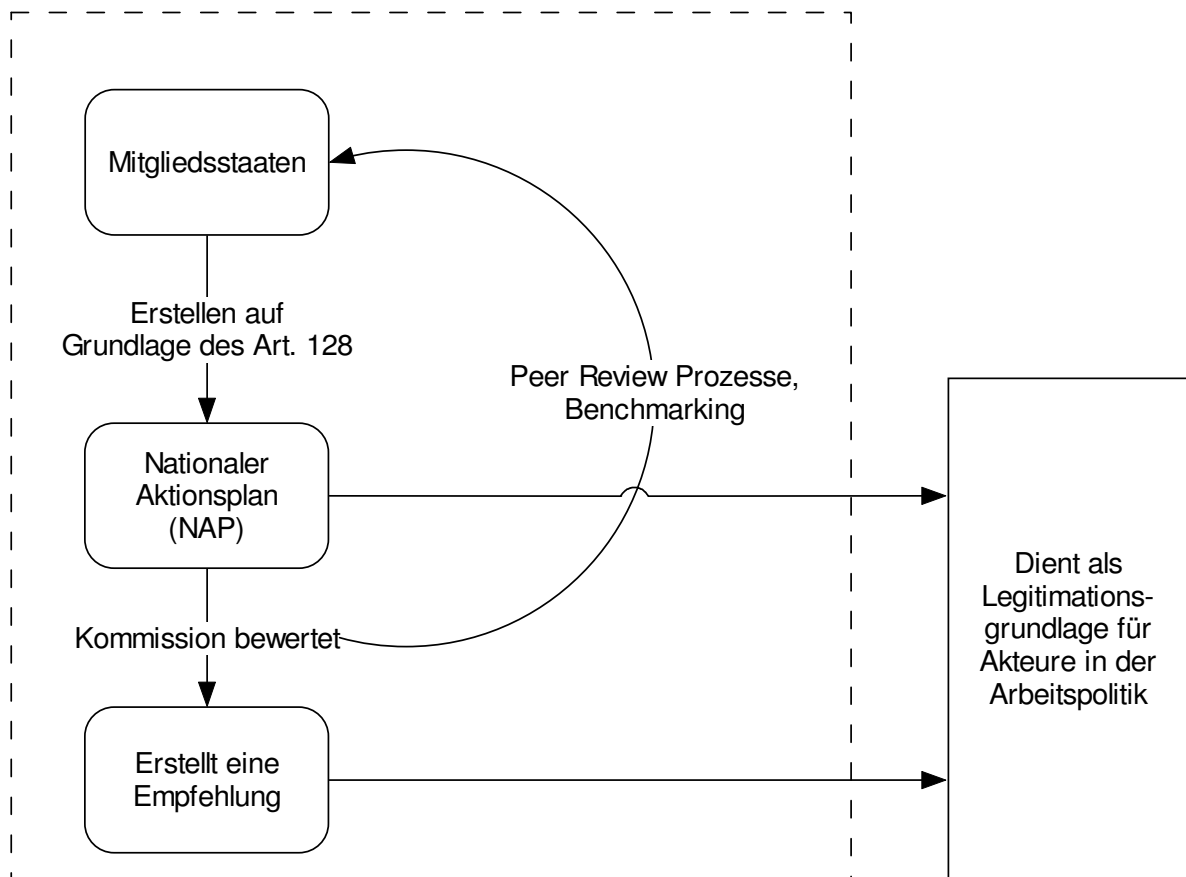 Mitgliedsstaaten
Erstellen auf
Grundlage des Art. 128
Peer Review Prozesse,
Benchmarking
Nationaler
Aktionsplan
(NAP)
Kommission bewertet
Erstellt eine
Empfehlung
Dient als
Legitimations-
grundlage für
Akteure in der
Arbeitspolitik